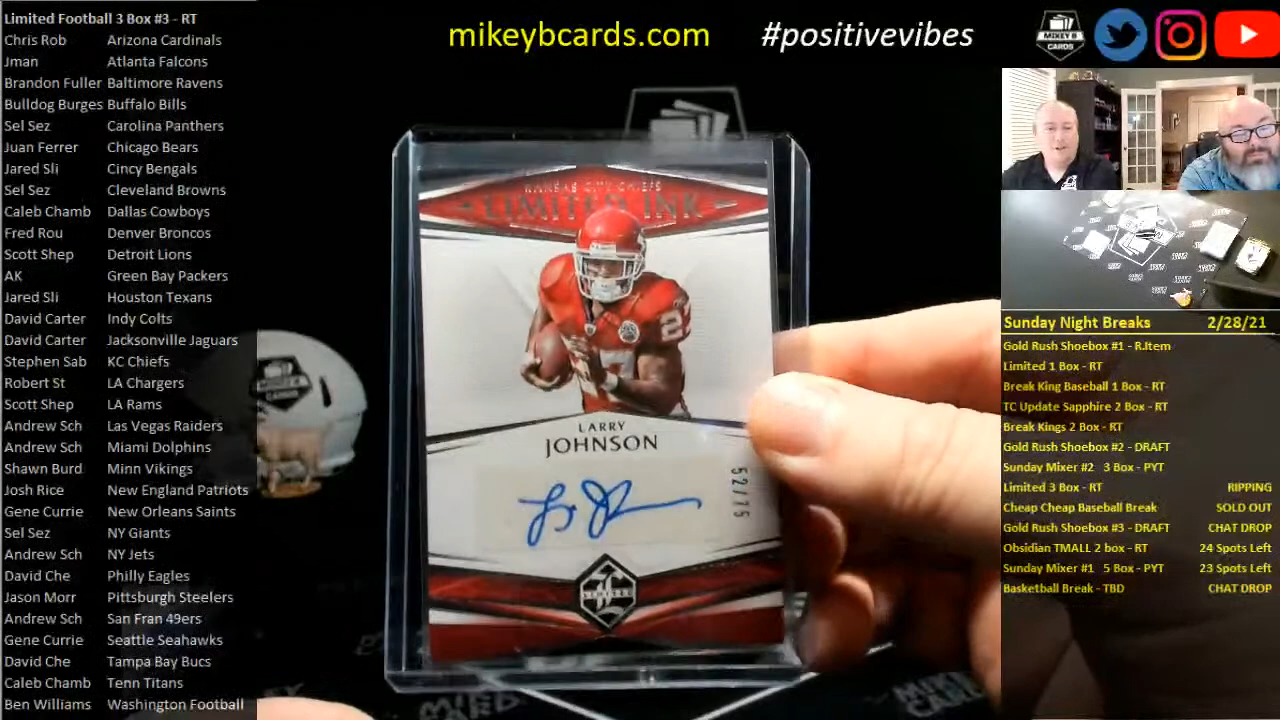 Limited Football 3 Box #3 - RT
Chris Rob Arizona Cardinals
Jman Atlanta Falcons
Brandon Fuller Baltimore Ravens
Bulldog Burges Buffalo Bills
Sel Sez Carolina Panthers
Juan Ferrer Chicago Bears
Jared Sli Cincy Bengals
Sel Sez Cleveland Browns
Caleb Chamb Dallas Cowboys
Fred Rou Denver Broncos
Scott Shep Detroit Lions
AK Green Bay Packers
Jared Sli Houston Texans
David Carter Indy Colts
David Carter Jacksonville Jaguars
Stephen Sab KC Chiefs
Robert St LA Chargers
Scott Shep LA Rams
Andrew Sch Las Vegas Raiders
Andrew Sch Miami Dolphins
Shawn Burd Minn Vikings
Josh Rice New England Patriots
Gene Currie New Orleans Saints
Sel Sez NY Giants
Andrew Sch NY Jets
David Che Philly Eagles
Jason Morr Pittsburgh Steelers
Andrew Sch San Fran 49ers
Gene Currie Seattle Seahawks
David Che Tampa Bay Bucs
Caleb Chamb Tenn Titans
Ben Williams Washington Football
mikeybcards.com #positivevibes
MIKEY B
CARDS
KANSAS CITY CHIEFS
LIMITED INK
LARRY
JOHNSON
52/75
LIMITED
Sunday Night Breaks 2/28/21
Gold Rush Shoebox #1 - R.Item
Limited 1 Box - RT
Break King Baseball 1 Box - RT
TC Update Sapphire 2 Box - RT
Break Kings 2 Box - RT
Gold Rush Shoebox #2 - DRAFT
Sunday Mixer #2 3 Box - PYT
Limited 3 Box - RT RIPPING
Cheap Cheap Baseball Break SOLD OUT
Gold Rush Shoebox #3 - DRAFT CHAT DROP
Obsidian TMALL 2 box - RT 24 Spots Left
Sunday Mixer #1 5 Box - PYT 23 Spots Left
Basketball Break - TBD CHAT DROP